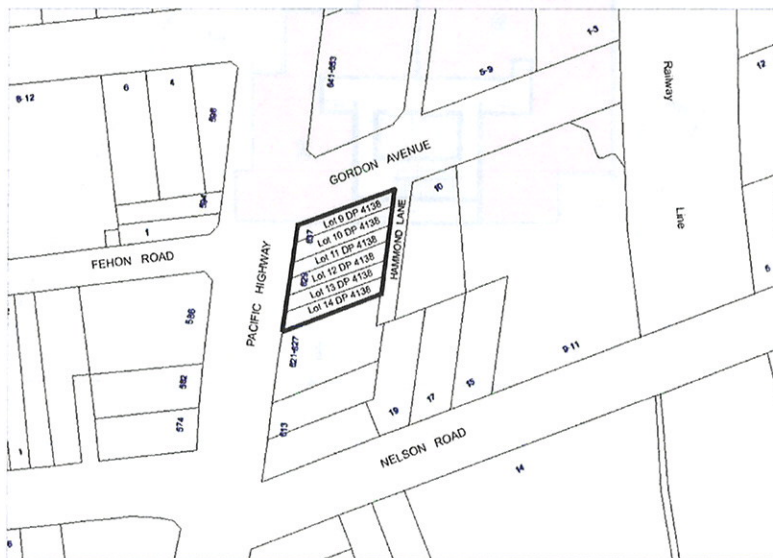 1-3
641-653
5-9
Railway
12
8-12
6
4
598
GORDON AVENUE
594
10
1
Lot 9 DP 4138
637
Lot 10 DP 4138
HAMMOND LANE
Line
Lot 11 DP 4138
FEHON ROAD
PACIFIC HIGHWAY
629
Lot 12 DP 4138
Lot 13 DP 4138
Lot 14 DP 4138
6
586
621-627
9-11
582
15
17
19
574
613
1
NELSON ROAD
14
6